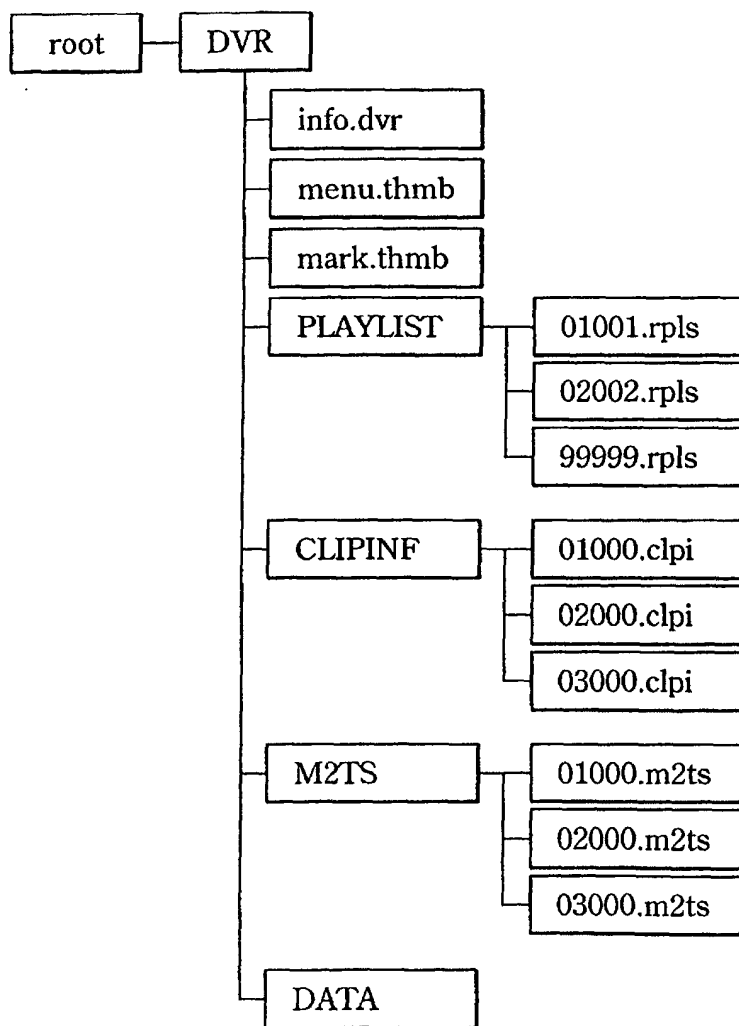 root
DVR
info.dvr
menu.thmb
mark.thmb
PLAYLIST
01001.rpls
02002.rpls
99999.rpls
CLIPINF
01000.clpi
02000.clpi
03000.clpi
M2TS
01000.m2ts
02000.m2ts
03000.m2ts
DATA